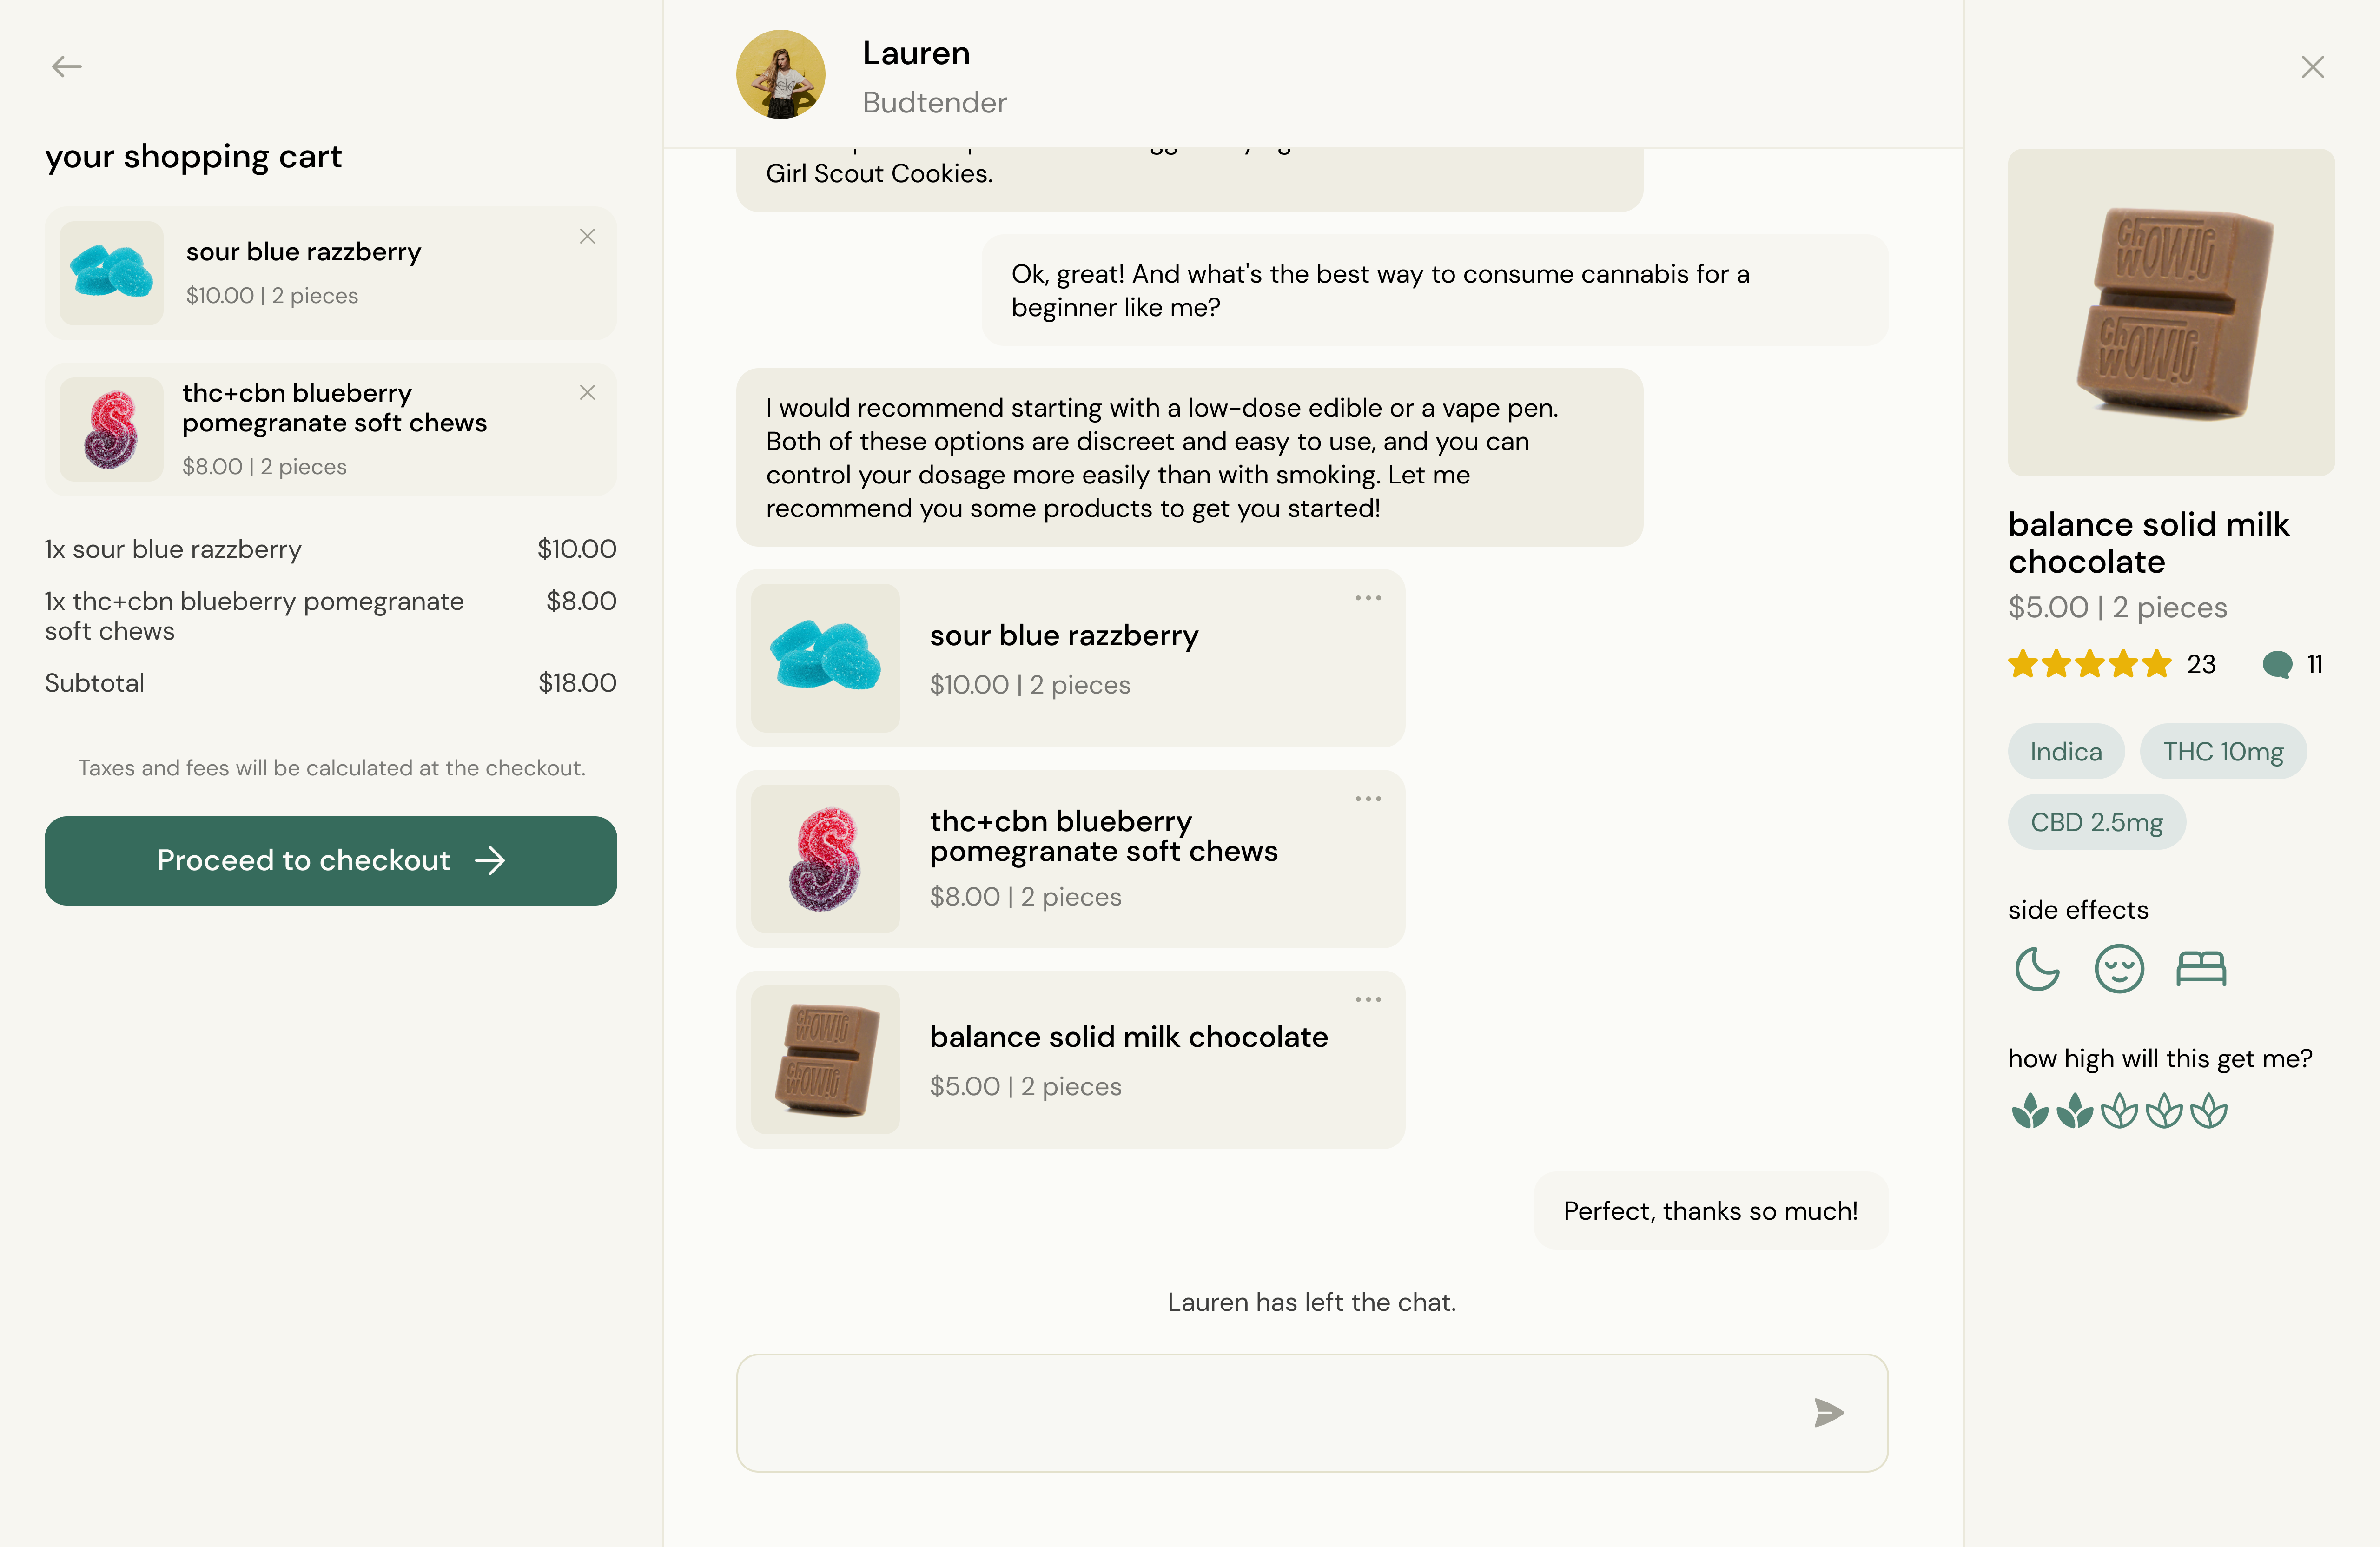 your shopping cart
sour blue razzberry
$10.00 | 2 pieces
thc+cbn blueberry
pomegranate soft chews
$8.00 | 2 pieces
1x sour blue razzberry $10.00
1x thc+cbn blueberry pomegranate $8.00
soft chews
Subtotal $18.00
Taxes and fees will be calculated at the checkout.
Proceed to checkout
Lauren
Budtender
Girl Scout Cookies.
Ok, great! And what's the best way to consume cannabis for a
beginner like me?
I would recommend starting with a low-dose edible or a vape pen.
Both of these options are discreet and easy to use, and you can
control your dosage more easily than with smoking. Let me
recommend you some products to get you started!
sour blue razzberry
$10.00 | 2 pieces
thc+cbn blueberry
pomegranate soft chews
$8.00 | 2 pieces
chowie
wowie
balance solid milk chocolate
$5.00 | 2 pieces
Perfect, thanks so much!
Lauren has left the chat.
chowie
wowie
balance solid milk
chocolate
$5.00 | 2 pieces
23 11
Indica THC 10mg
CBD 2.5mg
side effects
how high will this get me?